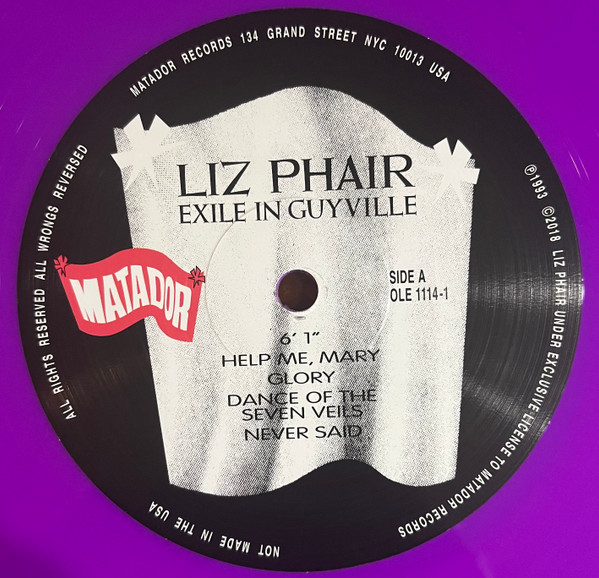 MATADOR RECORDS 134 GRAND STREET NYC 10013 USA
LIZ PHAIR
EXILE IN GUYVILLE
MATADOR
SIDE A
OLE 1114-1
6' 1"
HELP ME, MARY
GLORY
DANCE OF THE
SEVEN VEILS
NEVER SAID
℗1993 ©2018 LIZ PHAIR UNDER EXCLUSIVE LICENSE TO MATADOR RECORDS
NOT MADE IN THE USA
ALL RIGHTS RESERVED ALL WRONGS REVERSED